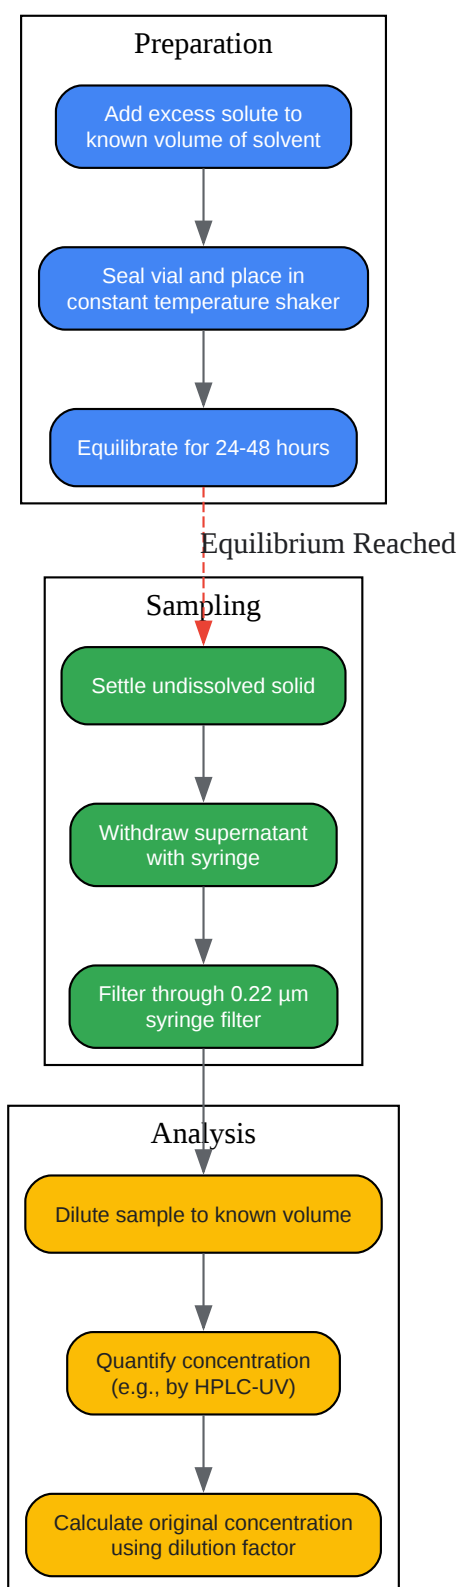 Preparation
Add excess solute to
known volume of solvent
Seal vial and place in
constant temperature shaker
Equilibrate for 24-48 hours
Equilibrium Reached
Sampling
Settle undissolved solid
Withdraw supernatant
with syringe
Filter through 0.22 µm
syringe filter
Analysis
Dilute sample to known volume
Quantify concentration
(e.g., by HPLC-UV)
Calculate original concentration
using dilution factor